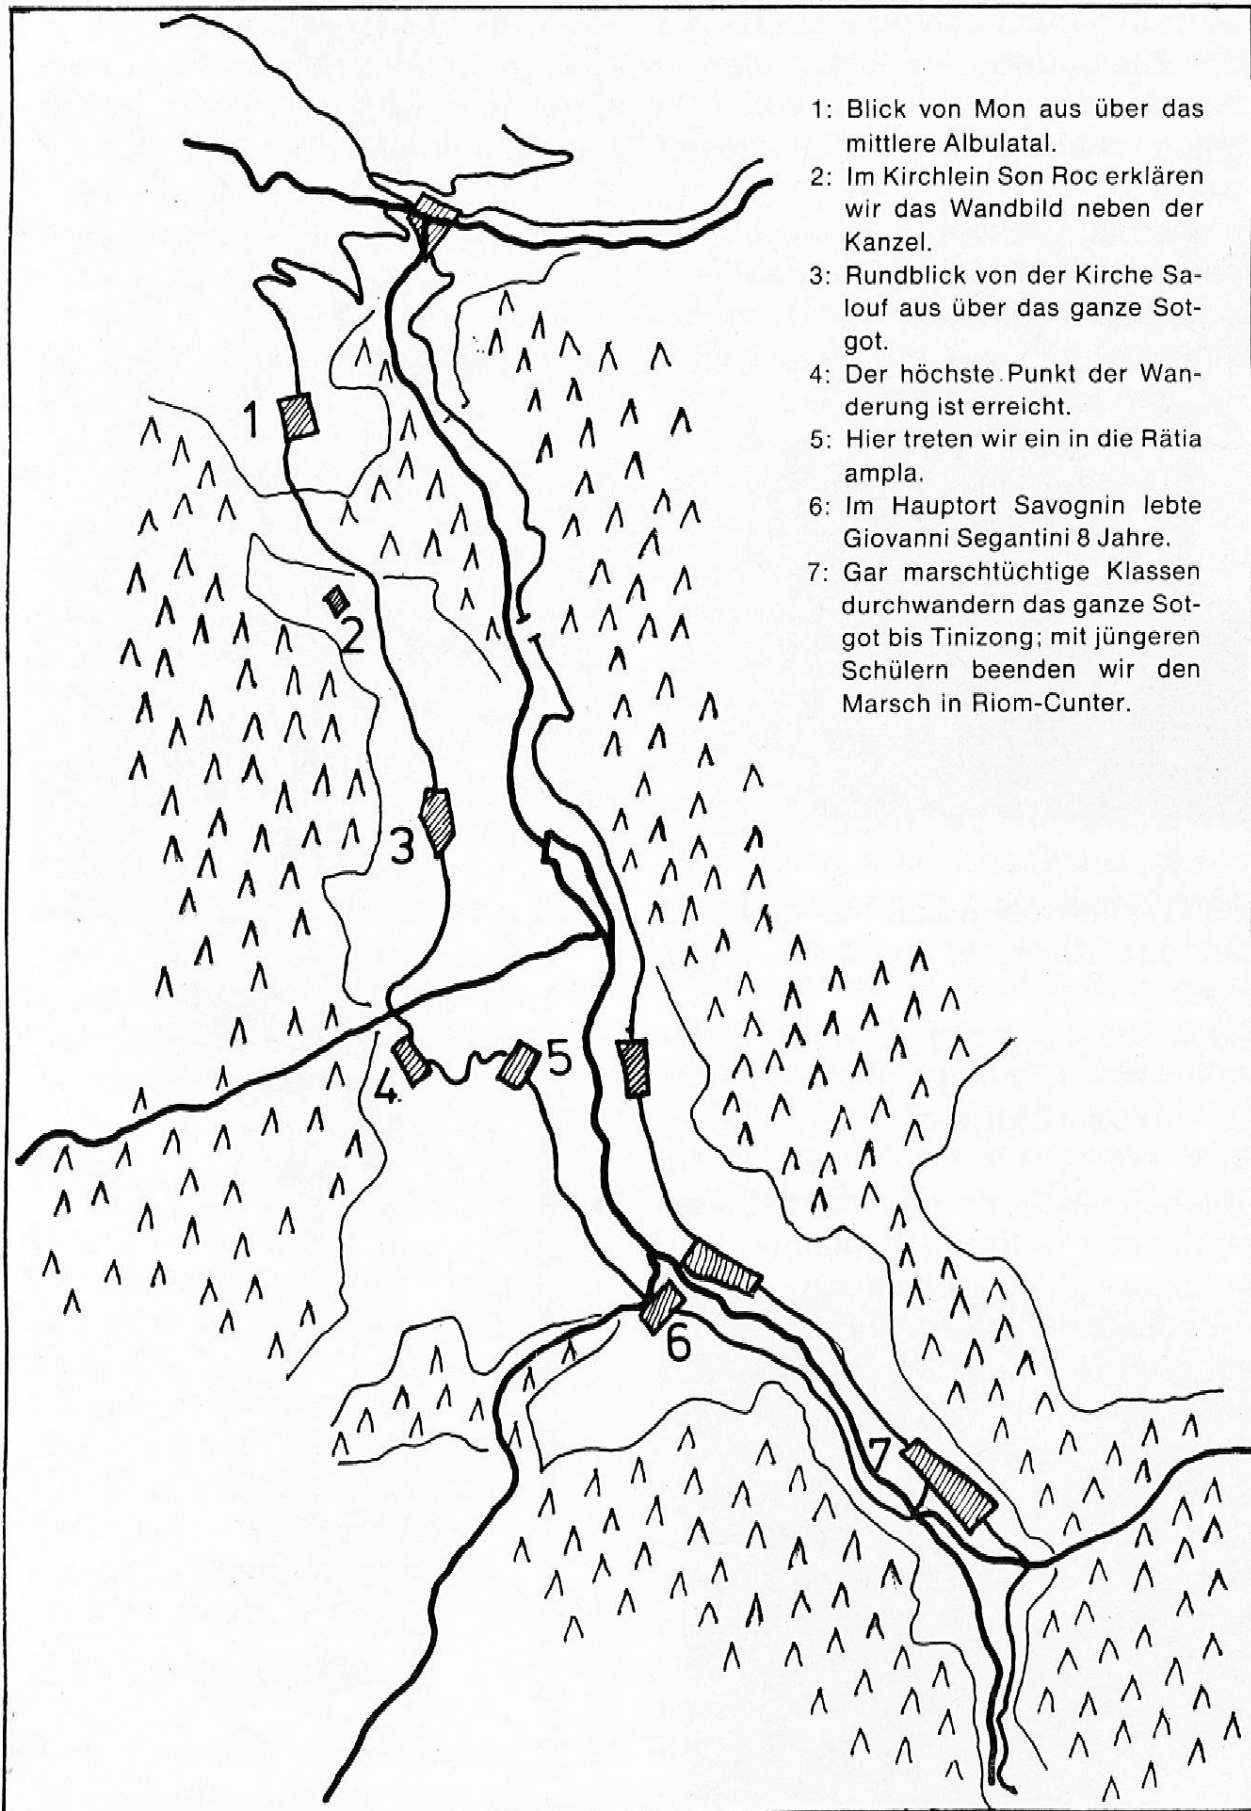 1: Blick von Mon aus über das
mittlere Albulatal.
2: Im Kirchlein Son Roc erklären
wir das Wandbild neben der
Kanzel.
3: Rundblick von der Kirche Sa-
louf aus über das ganze Sot-
got.
4: Der höchste Punkt der Wan-
derung ist erreicht.
5: Hier treten wir ein in die Rätia
ampla.
6: Im Hauptort Savognin lebte
Giovanni Segantini 8 Jahre.
7: Gar marschtüchtige Klassen
durchwandern das ganze Sot-
got bis Tinizong; mit jüngeren
Schülern beenden wir den
Marsch in Riom-Cunter.
1
2
3
4
5
6
7